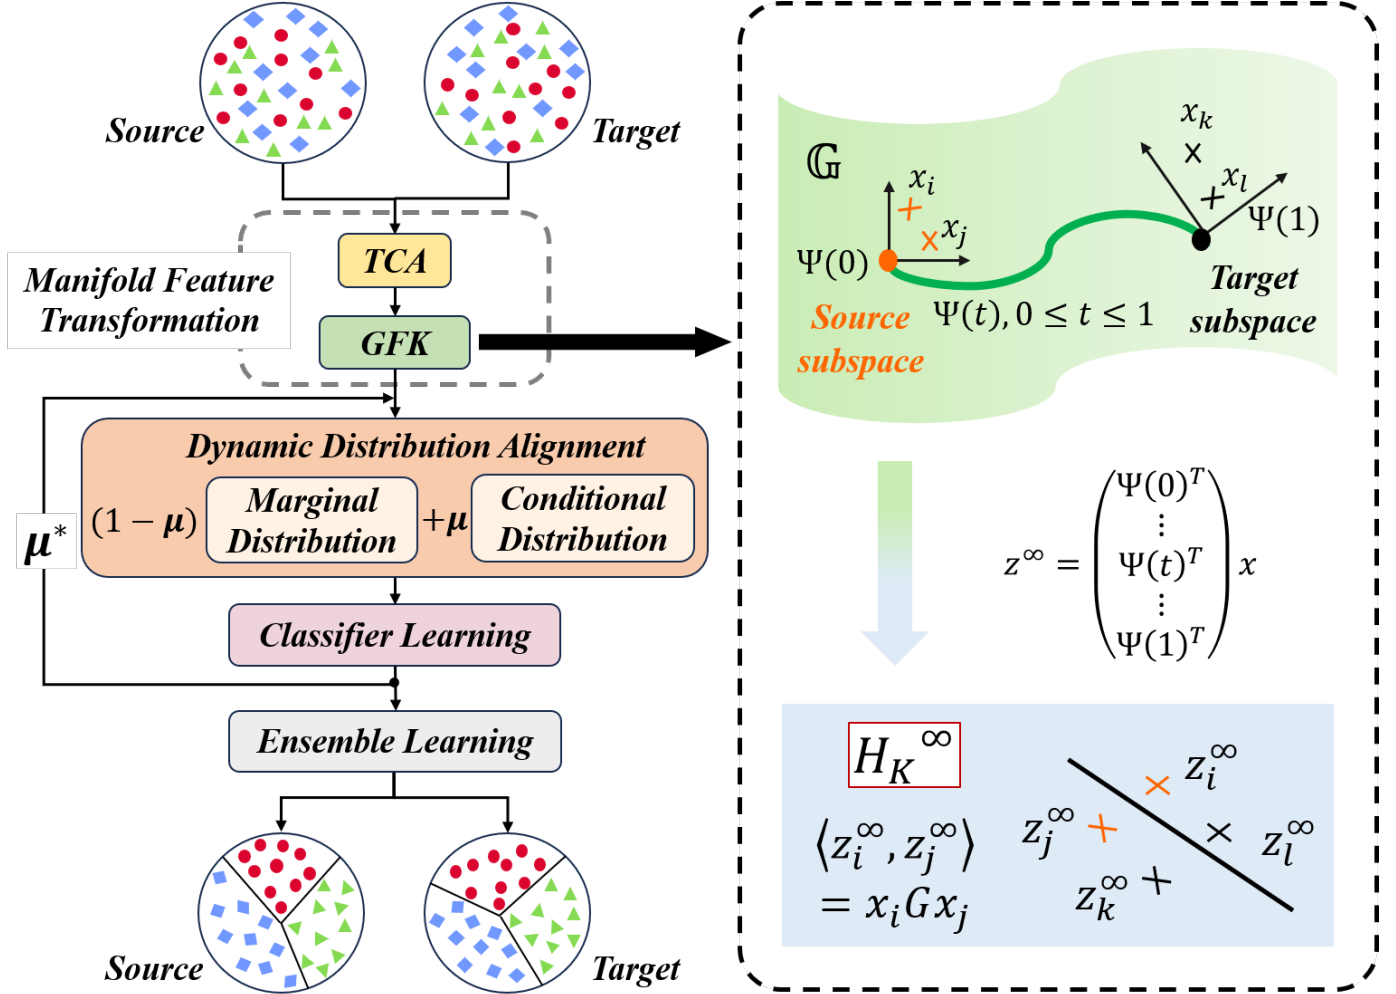 Source
Target
Manifold Feature
Transformation
TCA
GFK
Dynamic Distribution Alignment
(1 − μ)
Marginal
Distribution
+μ
Conditional
Distribution
μ*
Classifier Learning
Ensemble Learning
Source
Target
𝔾
x_i
x_j
x_k
x_l
Ψ(0)
Ψ(1)
Source
subspace
Ψ(t), 0 ≤ t ≤ 1
Target
subspace
Ψ(0)^T
⋮
z^∞ = Ψ(t)^T x
⋮
Ψ(1)^T
H_K^∞
⟨z_i^∞, z_j^∞⟩
= x_i G x_j
z_i^∞
z_j^∞
z_l^∞
z_k^∞